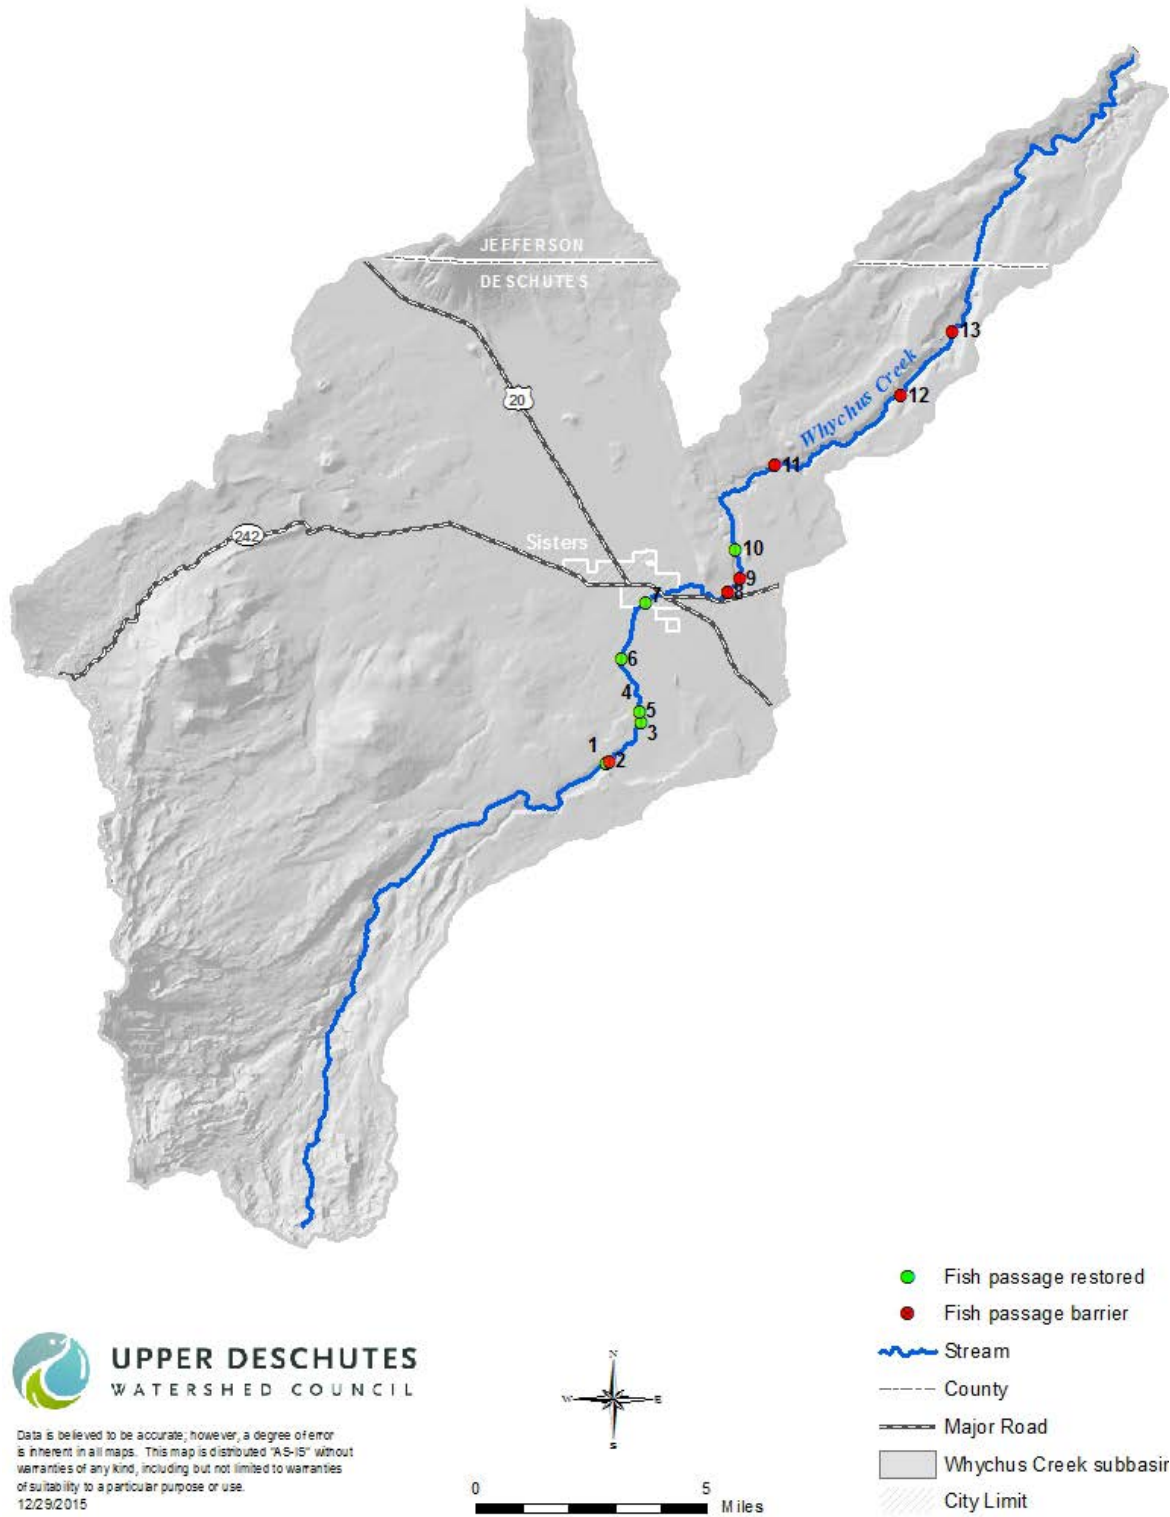 JEFFERSON
DESCHUTES
20
13
Whychus Creek
12
11
242
Sisters
10
9
8
7
6
4
5
3
1
2
Fish passage restored
Fish passage barrier
Stream
County
Major Road
Whychus Creek subbasin
City Limit
UPPER DESCHUTES
WATERSHED COUNCIL
Data is believed to be accurate; however, a degree of error
is inherent in all maps. This map is distributed "AS-IS" without
warranties of any kind, including but not limited to warranties
of suitability to a particular purpose or use.
12/29/2015
N
W
E
S
0
5
Miles